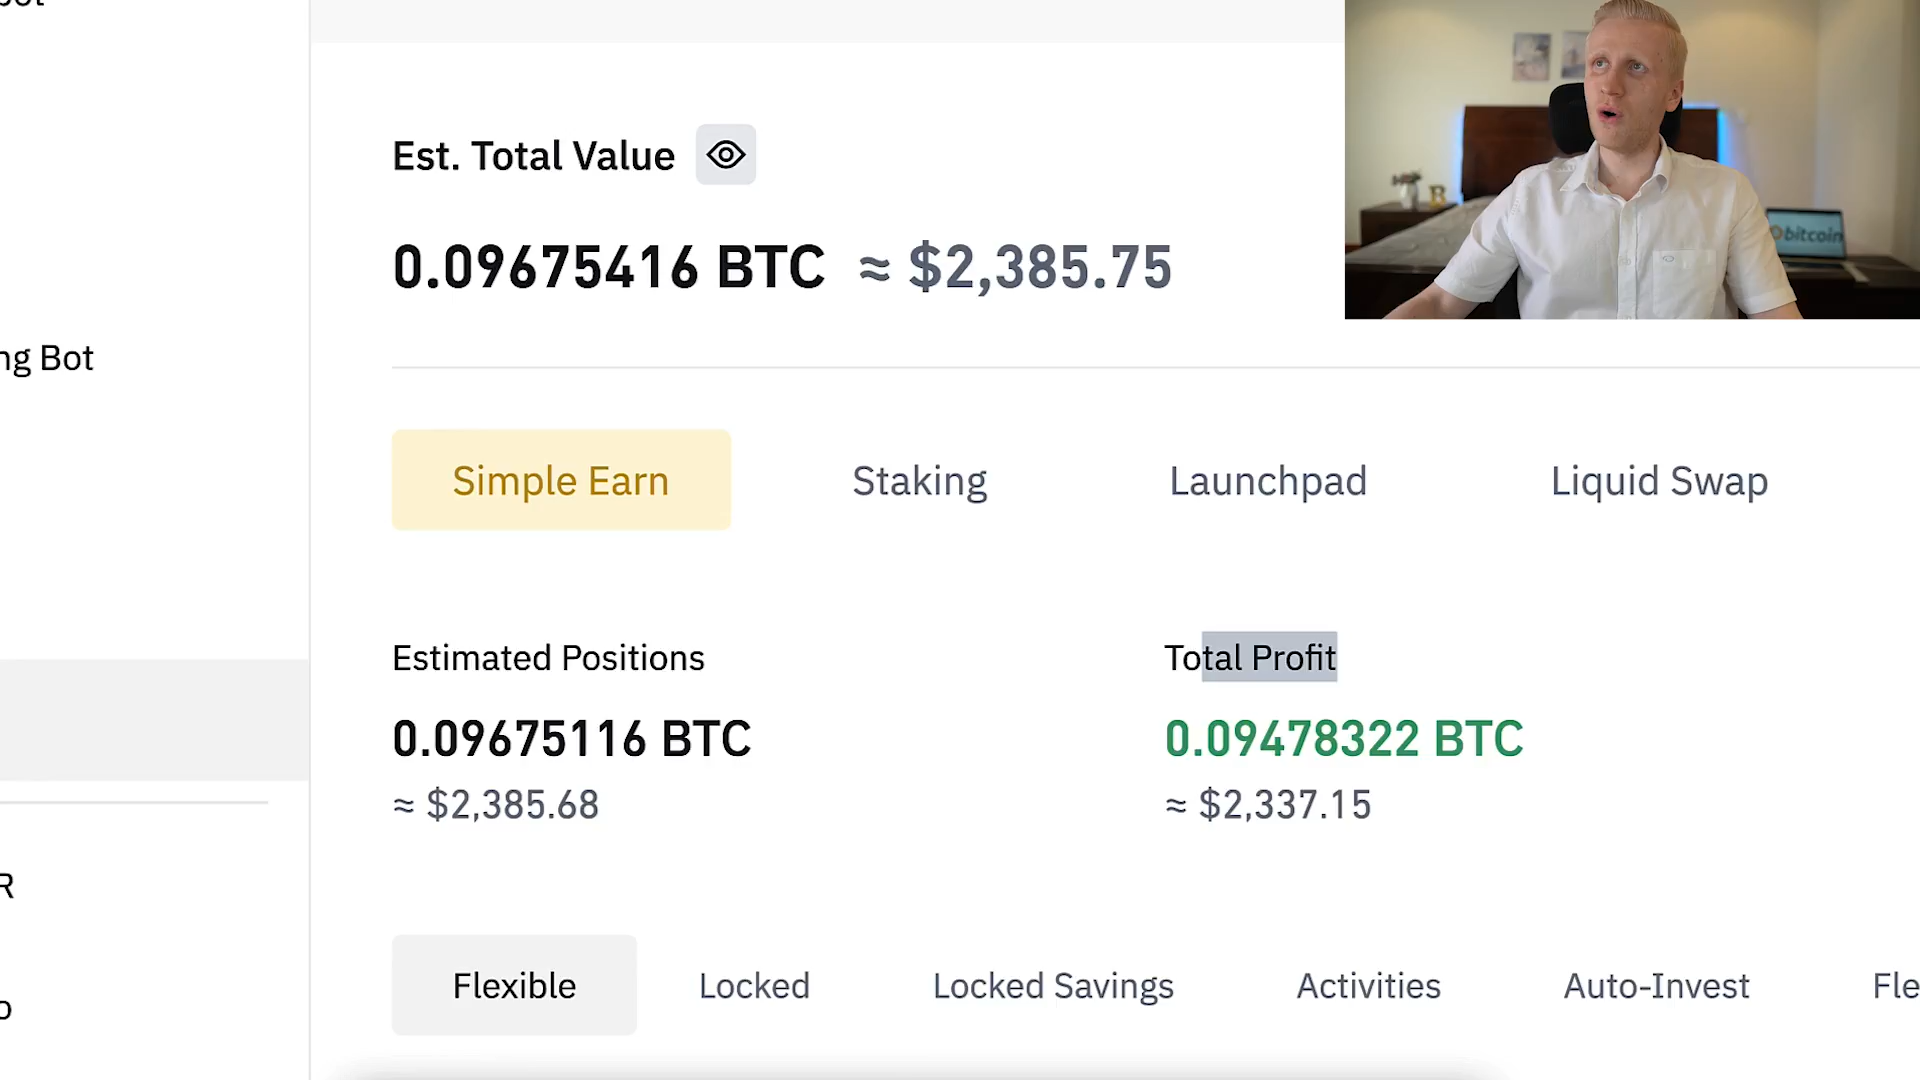 Est. Total Value
0.09675416 BTC ≈ $2,385.75
bitcoin
ng Bot
Simple Earn Staking Launchpad Liquid Swap
Estimated Positions Total Profit
0.09675116 BTC 0.09478322 BTC
≈ $2,385.68 ≈ $2,337.15
R
Flexible Locked Locked Savings Activities Auto-Invest Fle
o